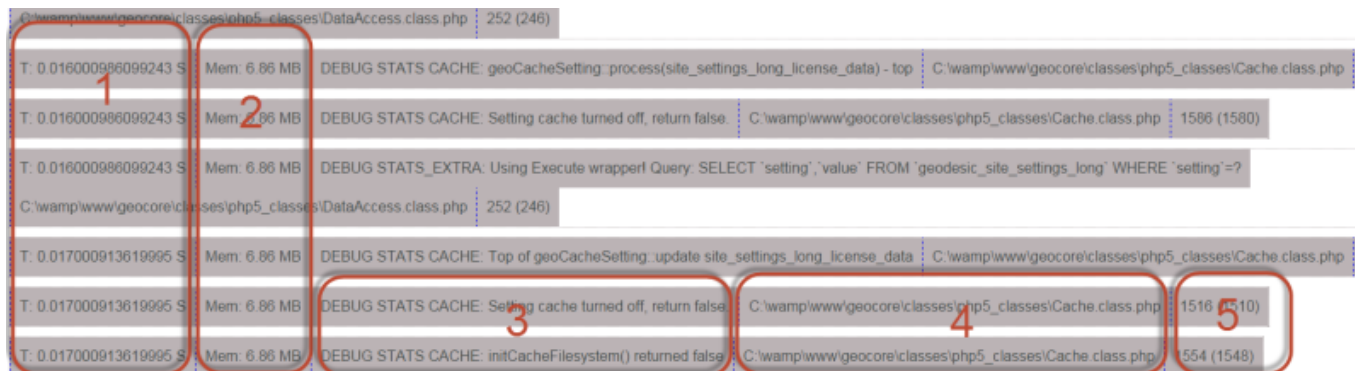 C:\wamp\www\geocore\classes\php5_classes\DataAccess.class.php 252 (246)
T: 0.016000986099243 S Mem: 6.86 MB DEBUG STATS CACHE: geoCacheSetting::process(site_settings_long_license_data) - top C:\wamp\www\geocore\classes\php5_classes\Cache.class.php
1
T: 0.016000986099243 S Mem: 6.86 MB DEBUG STATS CACHE: Setting cache turned off, return false. C:\wamp\www\geocore\classes\php5_classes\Cache.class.php 1586 (1580)
2
T: 0.016000986099243 S Mem: 6.86 MB DEBUG STATS_EXTRA: Using Execute wrapper! Query: SELECT `setting`,`value` FROM `geodesic_site_settings_long` WHERE `setting`=?
C:\wamp\www\geocore\classes\php5_classes\DataAccess.class.php 252 (246)
T: 0.017000913619995 S Mem: 6.86 MB DEBUG STATS CACHE: Top of geoCacheSetting::update site_settings_long_license_data C:\wamp\www\geocore\classes\php5_classes\Cache.class.php
T: 0.017000913619995 S Mem: 6.86 MB DEBUG STATS CACHE: Setting cache turned off, return false. C:\wamp\www\geocore\classes\php5_classes\Cache.class.php 1516 (1510)
3 4 5
T: 0.017000913619995 S Mem: 6.86 MB DEBUG STATS CACHE: initCacheFilesystem() returned false C:\wamp\www\geocore\classes\php5_classes\Cache.class.php 1554 (1548)